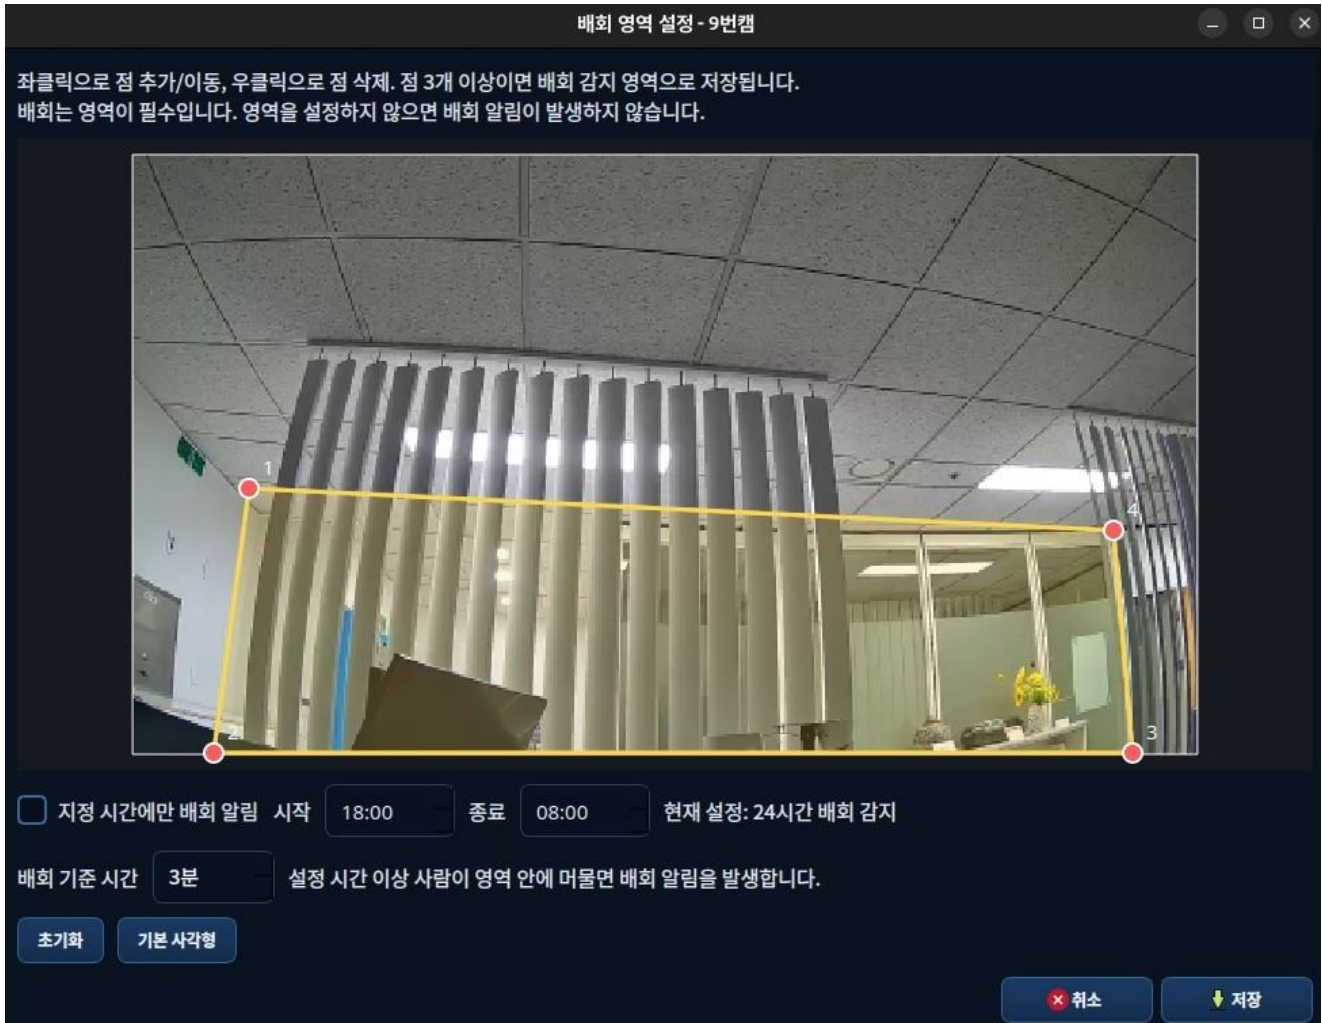 배회 영역 설정 - 9번캠
좌클릭으로 점 추가/이동, 우클릭으로 점 삭제. 점 3개 이상이면 배회 감지 영역으로 저장됩니다.
배회는 영역이 필수입니다. 영역을 설정하지 않으면 배회 알림이 발생하지 않습니다.
1
4
2
3
지정 시간에만 배회 알림 시작 18:00 종료 08:00 현재 설정: 24시간 배회 감지
배회 기준 시간 3분 설정 시간 이상 사람이 영역 안에 머물면 배회 알림을 발생합니다.
초기화 기본 사각형
취소 저장